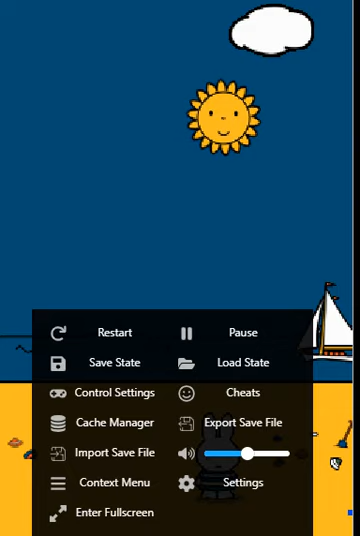 Restart Pause
Save State Load State
Control Settings Cheats
Cache Manager Export Save File
Import Save File
Context Menu Settings
Enter Fullscreen